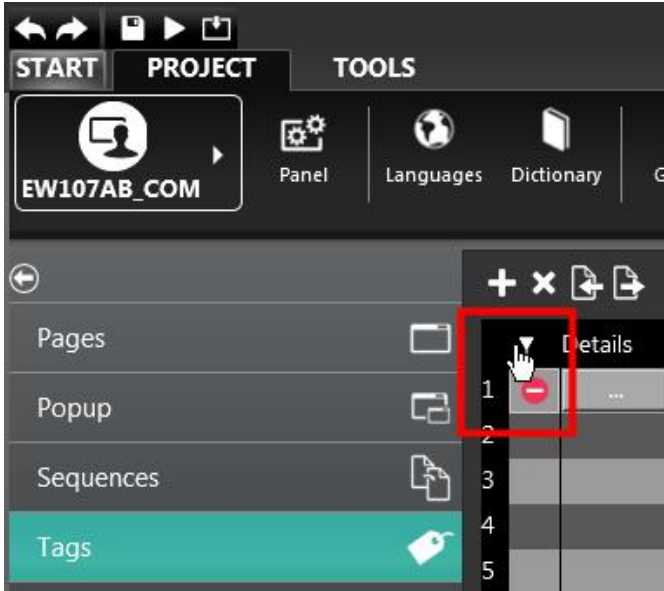 START PROJECT TOOLS
EW107AB_COM
Panel
Languages
Dictionary
G
Pages
Popup
Sequences
Tags
Details
1
...
2
3
4
5